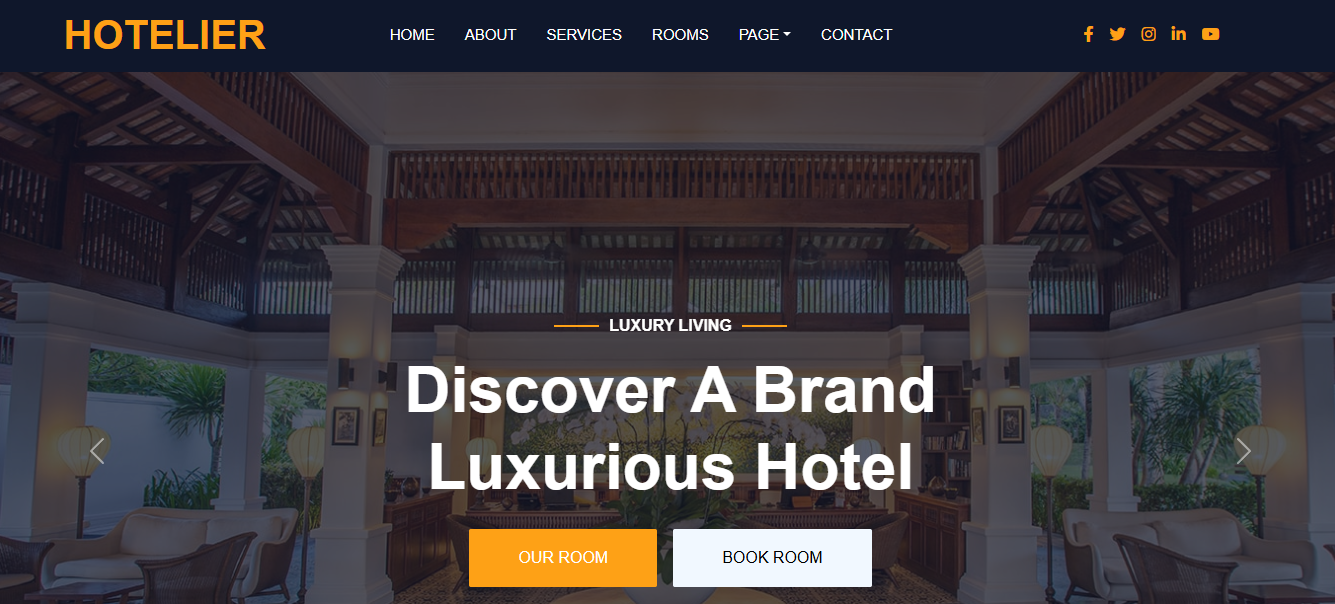 HOTELIER
HOME ABOUT SERVICES ROOMS PAGE CONTACT
LUXURY LIVING
Discover A Brand
Luxurious Hotel
OUR ROOM BOOK ROOM